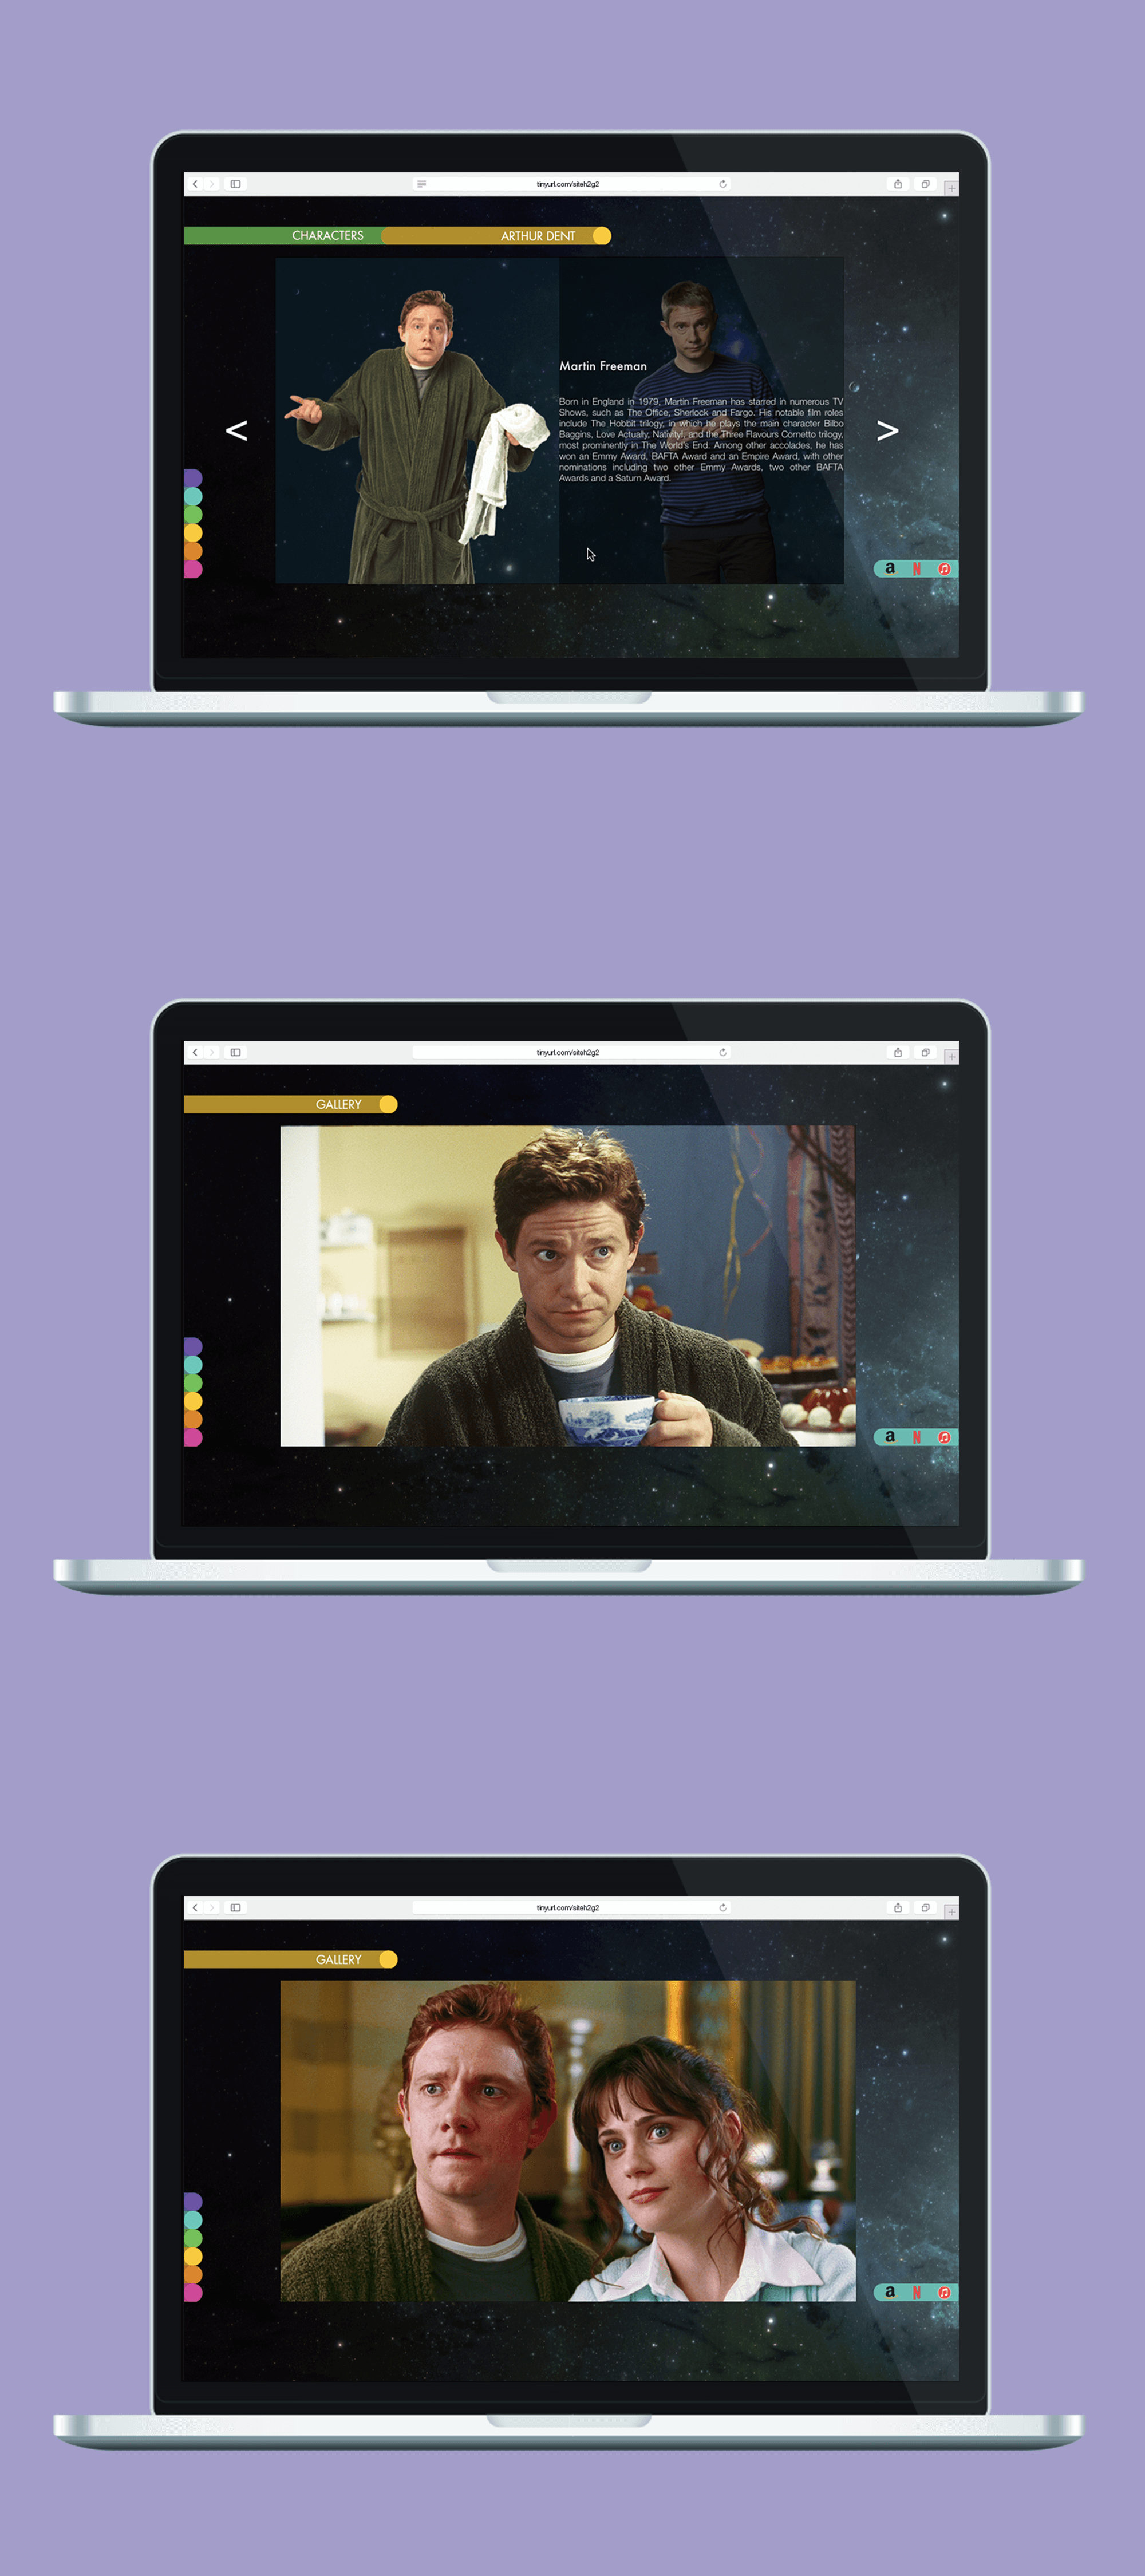 tinyurl.com/siteh2g2
CHARACTERS ARTHUR DENT
Martin Freeman
Born in England in 1979, Martin Freeman has starred in numerous TV
Shows, such as The Office, Sherlock and Fargo. His notable film roles
include The Hobbit trilogy, in which he plays the main character Bilbo
Baggins, Love Actually, Nativity!, and the Three Flavours Cornetto trilogy,
most prominently in The World's End. Among other accolades, he has
won an Emmy Award, BAFTA Award and an Empire Award, with other
nominations including two other Emmy Awards, two other BAFTA
Awards and a Saturn Award.
< >
a N
tinyurl.com/siteh2g2
GALLERY
a N
tinyurl.com/siteh2g2
GALLERY
a N